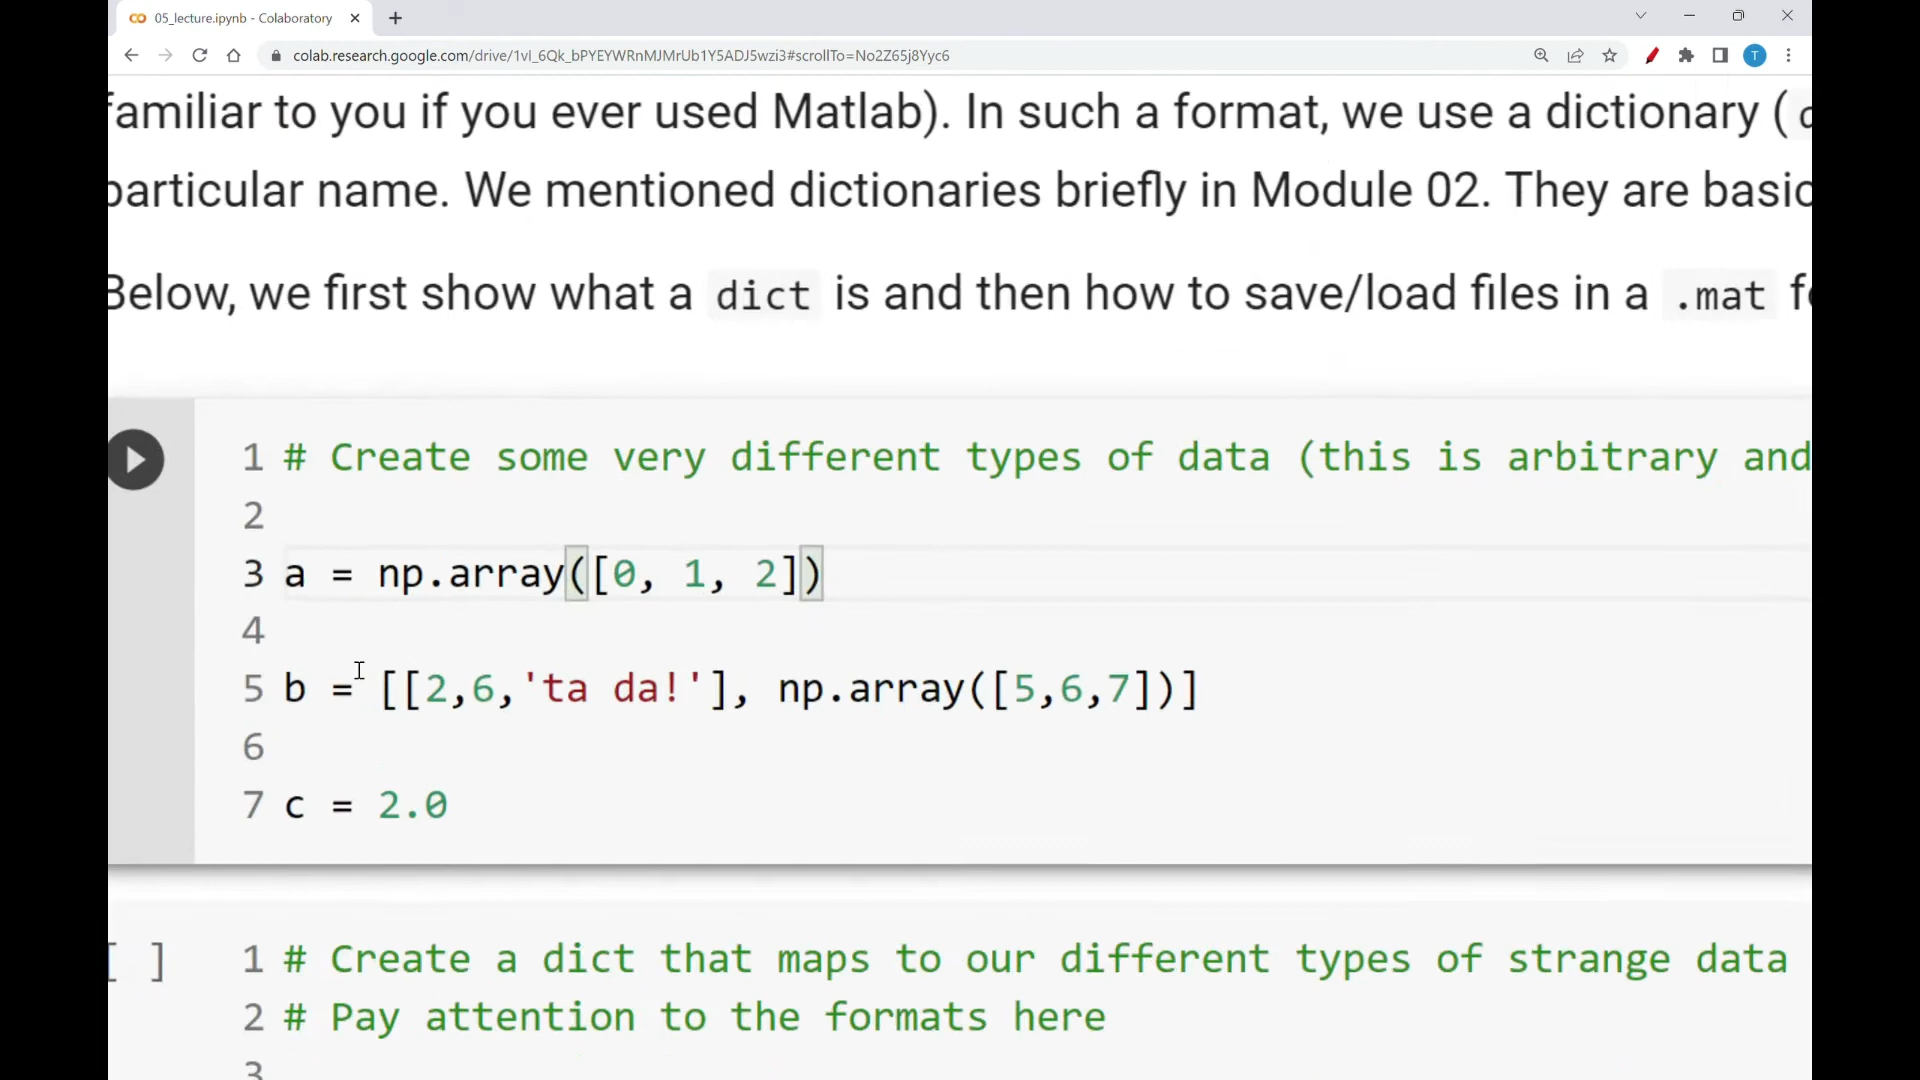 05_lecture.ipynb - Colaboratory
colab.research.google.com/drive/1vI_6Qk_bPYEYWRnMJMrUb1Y5ADJ5wzi3#scrollTo=No2Z65j8Yyc6
T
familiar to you if you ever used Matlab). In such a format, we use a dictionary (
particular name. We mentioned dictionaries briefly in Module 02. They are basic
Below, we first show what a dict is and then how to save/load files in a .mat fo
1 # Create some very different types of data (this is arbitrary and
2
3 a = np.array([0, 1, 2])
4
5 b = [[2,6,'ta da!'], np.array([5,6,7])]
6
7 c = 2.0
[ ] 1 # Create a dict that maps to our different types of strange data
2 # Pay attention to the formats here
3